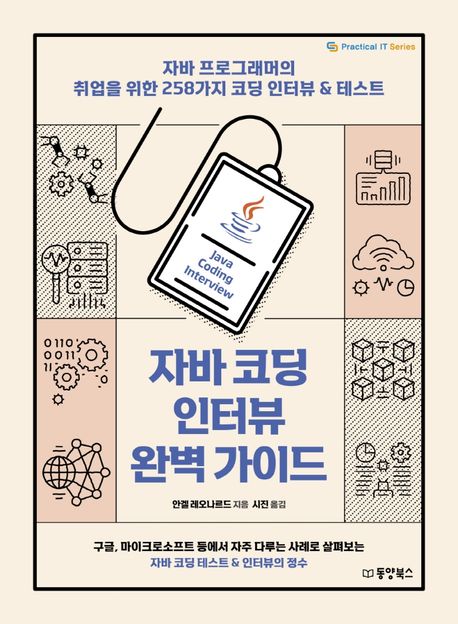 Practical IT Series
자바 프로그래머의
취업을 위한 258가지 코딩 인터뷰 & 테스트
Java
Coding
Interview
0110
0011
11
자바 코딩
인터뷰
완벽 가이드
안겔 레오나르드 지음 시진 옮김
구글, 마이크로소프트 등에서 자주 다루는 사례로 살펴보는
자바 코딩 테스트 & 인터뷰의 정수
동양북스